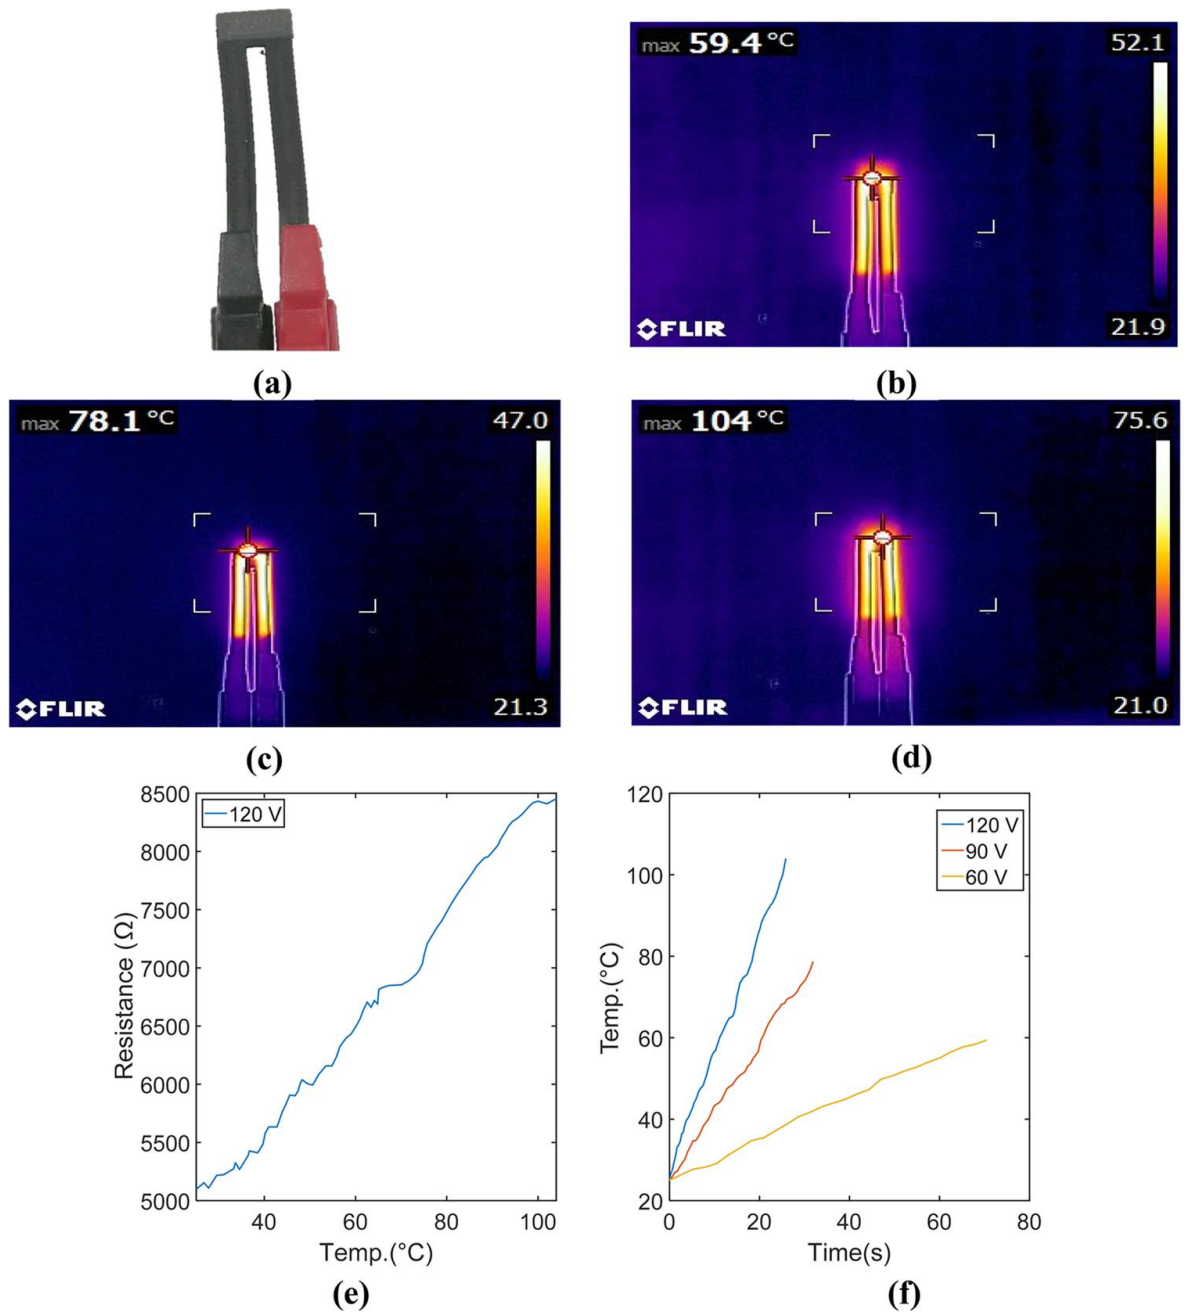 (a)
max 59.4 °C 52.1
21.9
FLIR
(b)
max 78.1 °C 47.0
21.3
FLIR
(c)
max 104 °C 75.6
21.0
FLIR
(d)
8500
8000
7500
7000
6500
6000
5500
5000
Resistance (Ω)
120 V
40 60 80 100
Temp.(°C)
(e)
120
100
80
60
40
20
Temp.(°C)
120 V
90 V
60 V
0 20 40 60 80
Time(s)
(f)